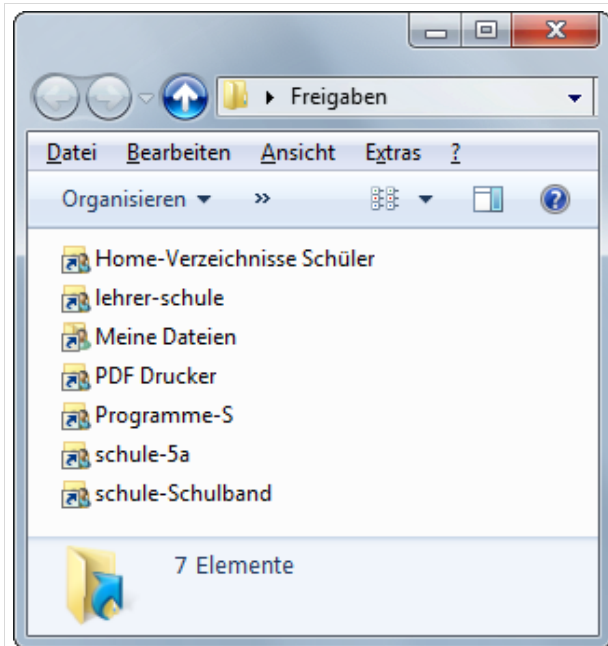 Freigaben
Datei Bearbeiten Ansicht Extras ?
Organisieren »
Home-Verzeichnisse Schüler
lehrer-schule
Meine Dateien
PDF Drucker
Programme-S
schule-5a
schule-Schulband
7 Elemente